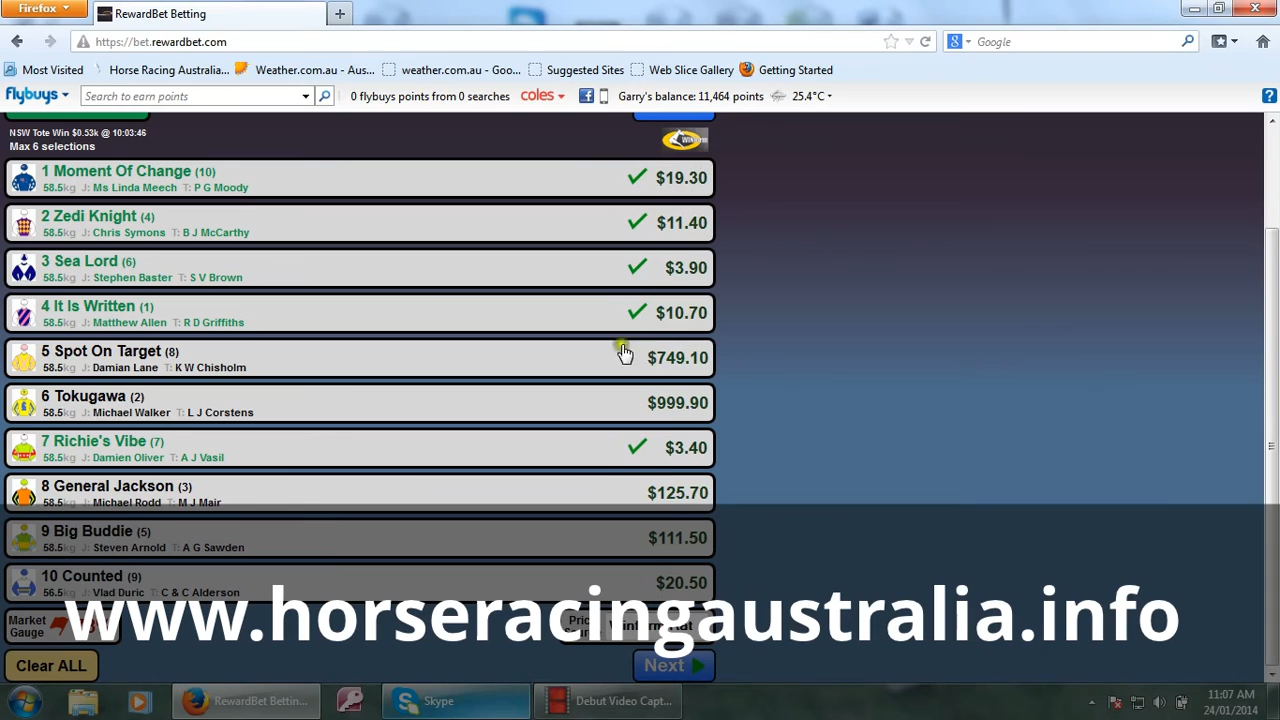 Firefox
RewardBet Betting
https://bet.rewardbet.com
Google
Most Visited
Horse Racing Australia...
Weather.com.au - Aus...
weather.com.au - Goo...
Suggested Sites
Web Slice Gallery
Getting Started
flybuys
Search to earn points
0 flybuys points from 0 searches
coles
Garry's balance: 11,464 points
25.4°C
NSW Tote Win $0.53k @ 10:03:46
Max 6 selections
1 Moment Of Change (10)
58.5kg J: Ms Linda Meech T: P G Moody
$19.30
2 Zedi Knight (4)
58.5kg J: Chris Symons T: B J McCarthy
$11.40
3 Sea Lord (6)
58.5kg J: Stephen Baster T: S V Brown
$3.90
4 It Is Written (1)
58.5kg J: Matthew Allen T: R D Griffiths
$10.70
5 Spot On Target (8)
58.5kg J: Damian Lane T: K W Chisholm
$749.10
6 Tokugawa (2)
58.5kg J: Michael Walker T: L J Corstens
$999.90
7 Richie's Vibe (7)
58.5kg J: Damien Oliver T: A J Vasil
$3.40
8 General Jackson (3)
58.5kg J: Michael Rodd T: M J Mair
$125.70
9 Big Buddie (5)
58.5kg J: Steven Arnold T: A G Sawden
$111.50
10 Counted (9)
56.5kg J: Vlad Duric T: C & C Alderson
$20.50
www.horseracingaustralia.info
Market
Gauge
Clear ALL
Next
RewardBet Bettin...
Skype
Debut Video Capt...
11:07 AM
24/01/2014